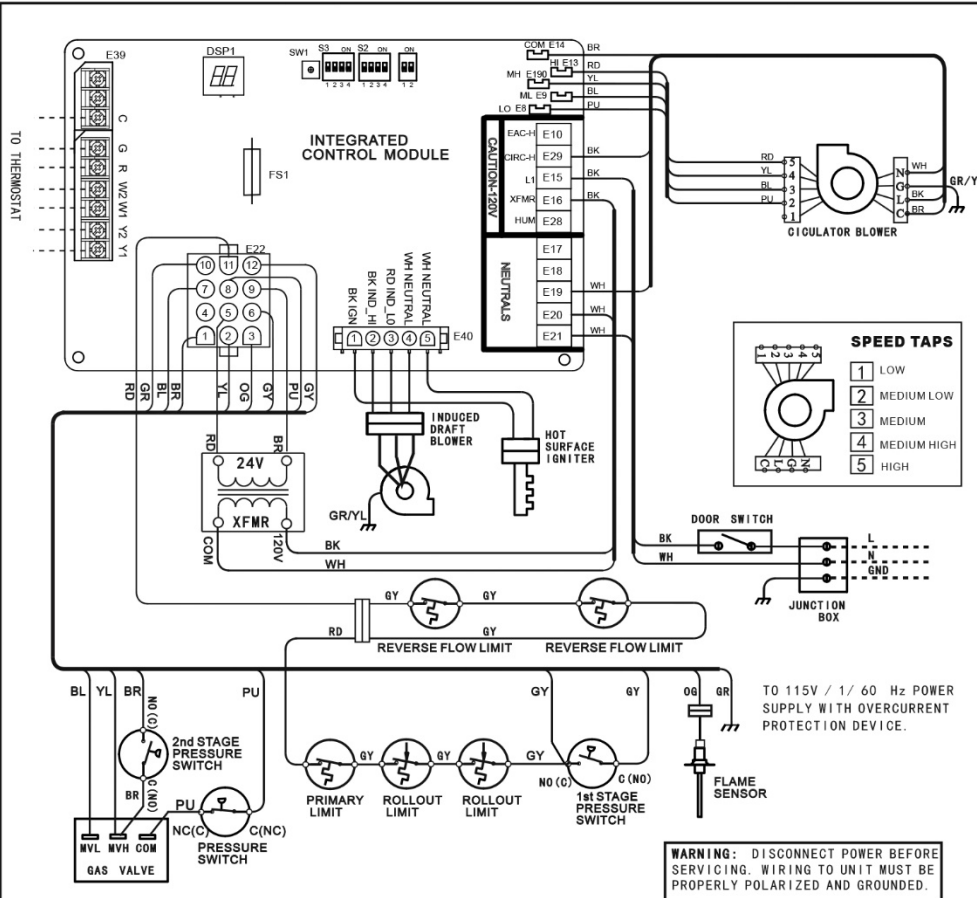 E39
DSP1
SW1
S3 ON
S2 ON
ON
1 2 3 4
1 2 3 4
1 2
COM E14
BR
HI E13
RD
MH E190
YL
ML E9
BL
LO E8
PU
TO THERMOSTAT
C
G
R
W2
W1
Y2
Y1
INTEGRATED
CONTROL MODULE
FS1
CAUTION-120V
EAC-H E10
CIRC-H E29 BK
L1 E15 BK
XFMR E16 BK
HUM E28
NEUTRALS
E17
E18
E19 WH
E20 WH
E21 WH
RD 5
YL 4
BL 3
PU 2
1
N WH
G GR/Y
L BK
C BR
CICULATOR BLOWER
E22
10 11 12
7 8 9
4 5 6
1 2 3
BK IGN
BK IND_HI
RD IND_L0
WH NEUTRAL
WH NEUTRAL
1 2 3 4 5
E40
RD
GR
BL
BR
YL
OG
GY
PU
GY
SPEED TAPS
1 2 3 4 5
C L G N
1 LOW
2 MEDIUM LOW
3 MEDIUM
4 MEDIUM HIGH
5 HIGH
RD
BR
24V
XFMR
COM
120V
BK
WH
INDUCED
DRAFT
BLOWER
GR/YL
HOT
SURFACE
IGNITER
DOOR SWITCH
BK
WH
L
N
GND
JUNCTION
BOX
GY
GY
RD
GY
REVERSE FLOW LIMIT
REVERSE FLOW LIMIT
BL
YL
BR
PU
GY
GY
OG
GR
NO (C)
2nd STAGE
PRESSURE
SWITCH
C (NO)
BR
PU
NC(C)
C(NC)
PRESSURE
SWITCH
MVL MVH COM
GAS VALVE
GY
GY
GY
PRIMARY
LIMIT
ROLLOUT
LIMIT
ROLLOUT
LIMIT
NO (C)
C (NO)
1st STAGE
PRESSURE
SWITCH
FLAME
SENSOR
TO 115V / 1/ 60 Hz POWER
SUPPLY WITH OVERCURRENT
PROTECTION DEVICE.
WARNING: DISCONNECT POWER BEFORE
SERVICING. WIRING TO UNIT MUST BE
PROPERLY POLARIZED AND GROUNDED.